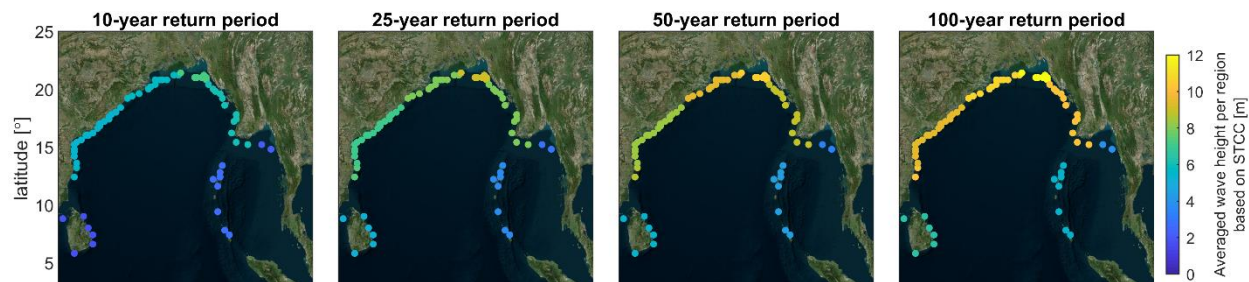 10-year return period
25-year return period
50-year return period
100-year return period
25
20
15
10
5
latitude [°]
12
10
8
6
4
2
0
Averaged wave height per region
based on STCC [m]